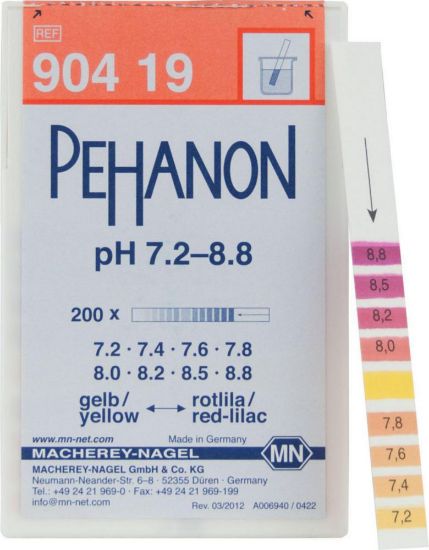 REF
904 19
PEHANON
pH 7.2–8.8
200 x
7.2 · 7.4 · 7.6 · 7.8
8.0 · 8.2 · 8.5 · 8.8
gelb/ rotlila/
yellow ↔ red-lilac
www.mn-net.com Made in Germany
MACHEREY-NAGEL MN
MACHEREY-NAGEL GmbH & Co. KG
Neumann-Neander-Str. 6–8 · 52355 Düren · Germany
Tel.: +49 24 21 969-0 · Fax: +49 24 21 969-199
info@mn-net.com Rev. 03/2012 A006940 / 0422
8,8
8,5
8,2
8,0
7,8
7,6
7,4
7,2